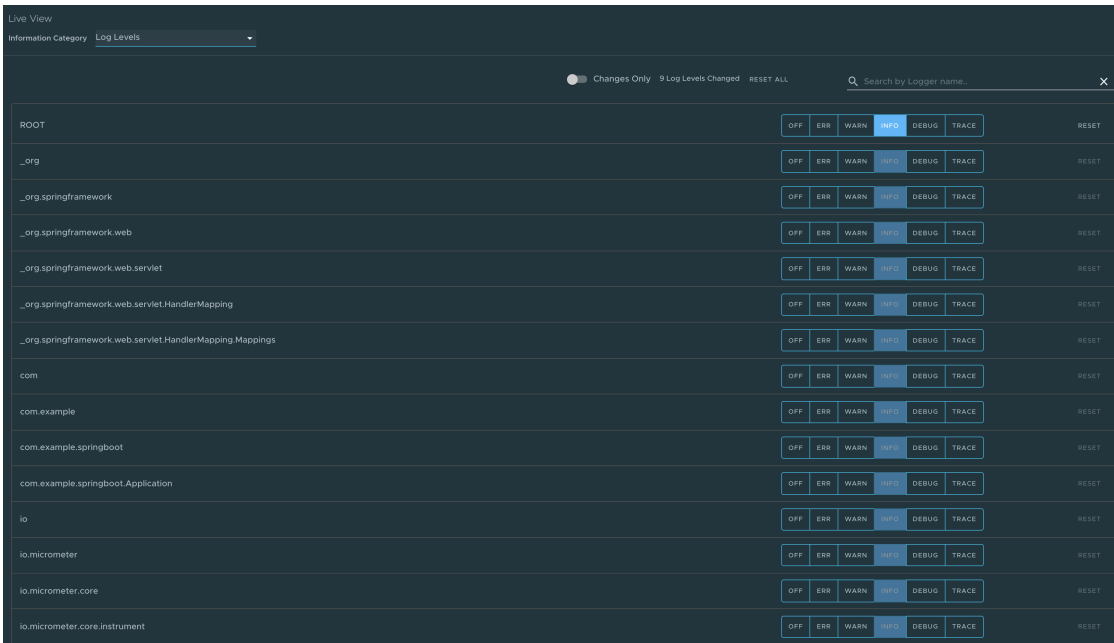 Live View
Information Category Log Levels
Changes Only 9 Log Levels Changed RESET ALL Search by Logger name..
ROOT OFF ERR WARN INFO DEBUG TRACE RESET
_org OFF ERR WARN INFO DEBUG TRACE RESET
_org.springframework OFF ERR WARN INFO DEBUG TRACE RESET
_org.springframework.web OFF ERR WARN INFO DEBUG TRACE RESET
_org.springframework.web.servlet OFF ERR WARN INFO DEBUG TRACE RESET
_org.springframework.web.servlet.HandlerMapping OFF ERR WARN INFO DEBUG TRACE RESET
_org.springframework.web.servlet.HandlerMapping.Mappings OFF ERR WARN INFO DEBUG TRACE RESET
com OFF ERR WARN INFO DEBUG TRACE RESET
com.example OFF ERR WARN INFO DEBUG TRACE RESET
com.example.springboot OFF ERR WARN INFO DEBUG TRACE RESET
com.example.springboot.Application OFF ERR WARN INFO DEBUG TRACE RESET
io OFF ERR WARN INFO DEBUG TRACE RESET
io.micrometer OFF ERR WARN INFO DEBUG TRACE RESET
io.micrometer.core OFF ERR WARN INFO DEBUG TRACE RESET
io.micrometer.core.instrument OFF ERR WARN INFO DEBUG TRACE RESET